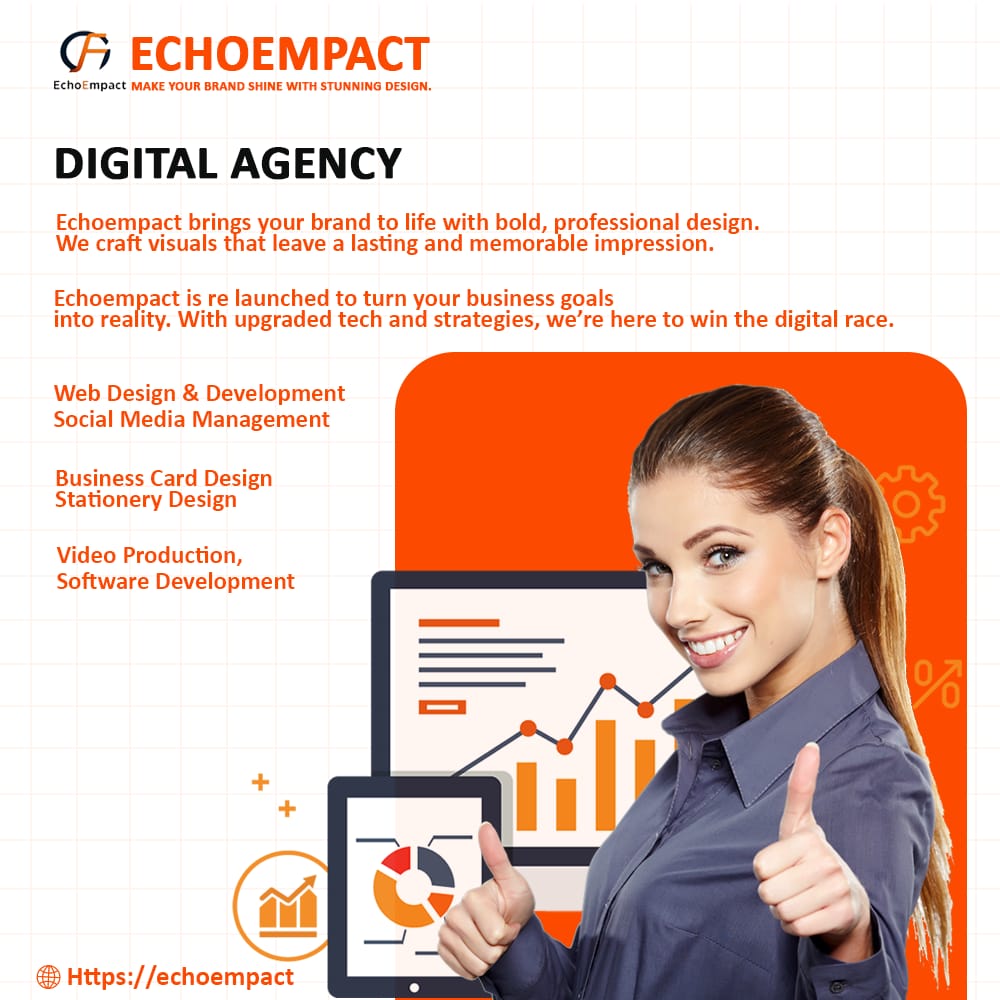 ECHOEMPACT
EchoEmpact MAKE YOUR BRAND SHINE WITH STUNNING DESIGN.
DIGITAL AGENCY
Echoempact brings your brand to life with bold, professional design.
We craft visuals that leave a lasting and memorable impression.
Echoempact is re launched to turn your business goals
into reality. With upgraded tech and strategies, we’re here to win the digital race.
Web Design & Development
Social Media Management
Business Card Design
Stationery Design
Video Production,
Software Development
%
Https://echoempact